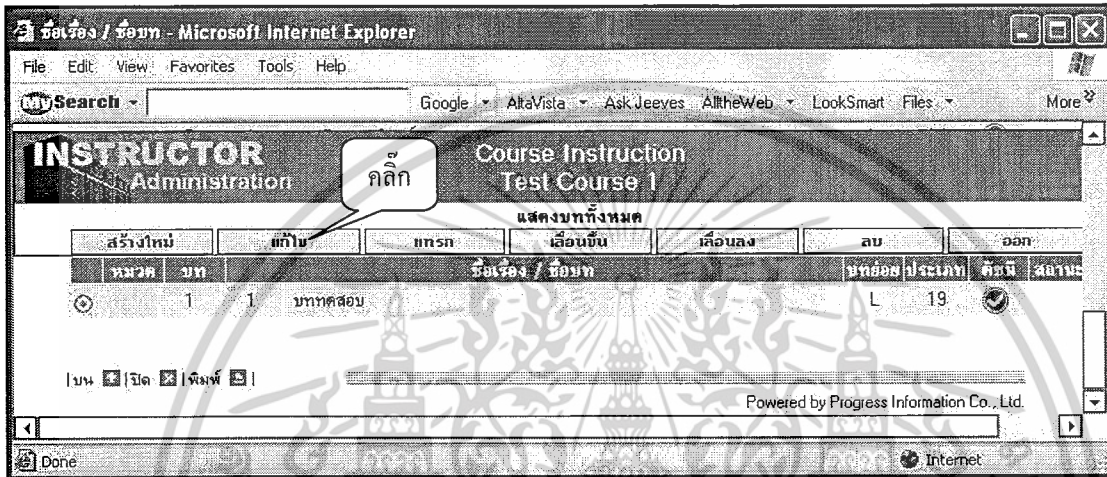 ชื่อเรื่อง / ชื่อบท - Microsoft Internet Explorer
File Edit View Favorites Tools Help
MySearch Google AltaVista Ask Jeeves AlltheWeb LookSmart Files More
INSTRUCTOR
Administration
คลิ๊ก
Course Instruction
Test Course 1
แสดงบททั้งหมด
สร้างใหม่ แก้ไข แทรก เลื่อนขึ้น เลื่อนลง ลบ ออก
หมวด บท ชื่อเรื่อง / ชื่อบท บทย่อย ประเภท ดัชนี สถานะ
1 1 บททดสอบ L 19
|บน |ปิด |พิมพ์ |
Powered by Progress Information Co., Ltd.
Done Internet